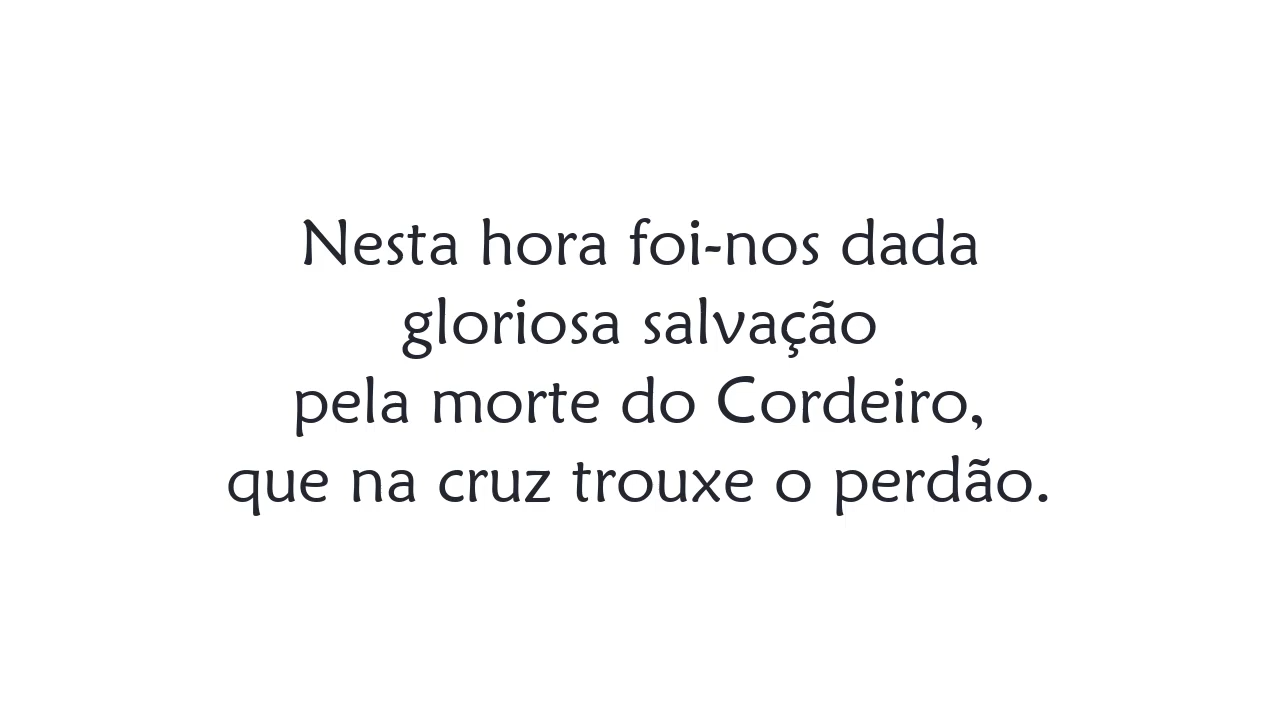 Nesta hora foi-nos dada
gloriosa salvação
pela morte do Cordeiro,
que na cruz trouxe o perdão.